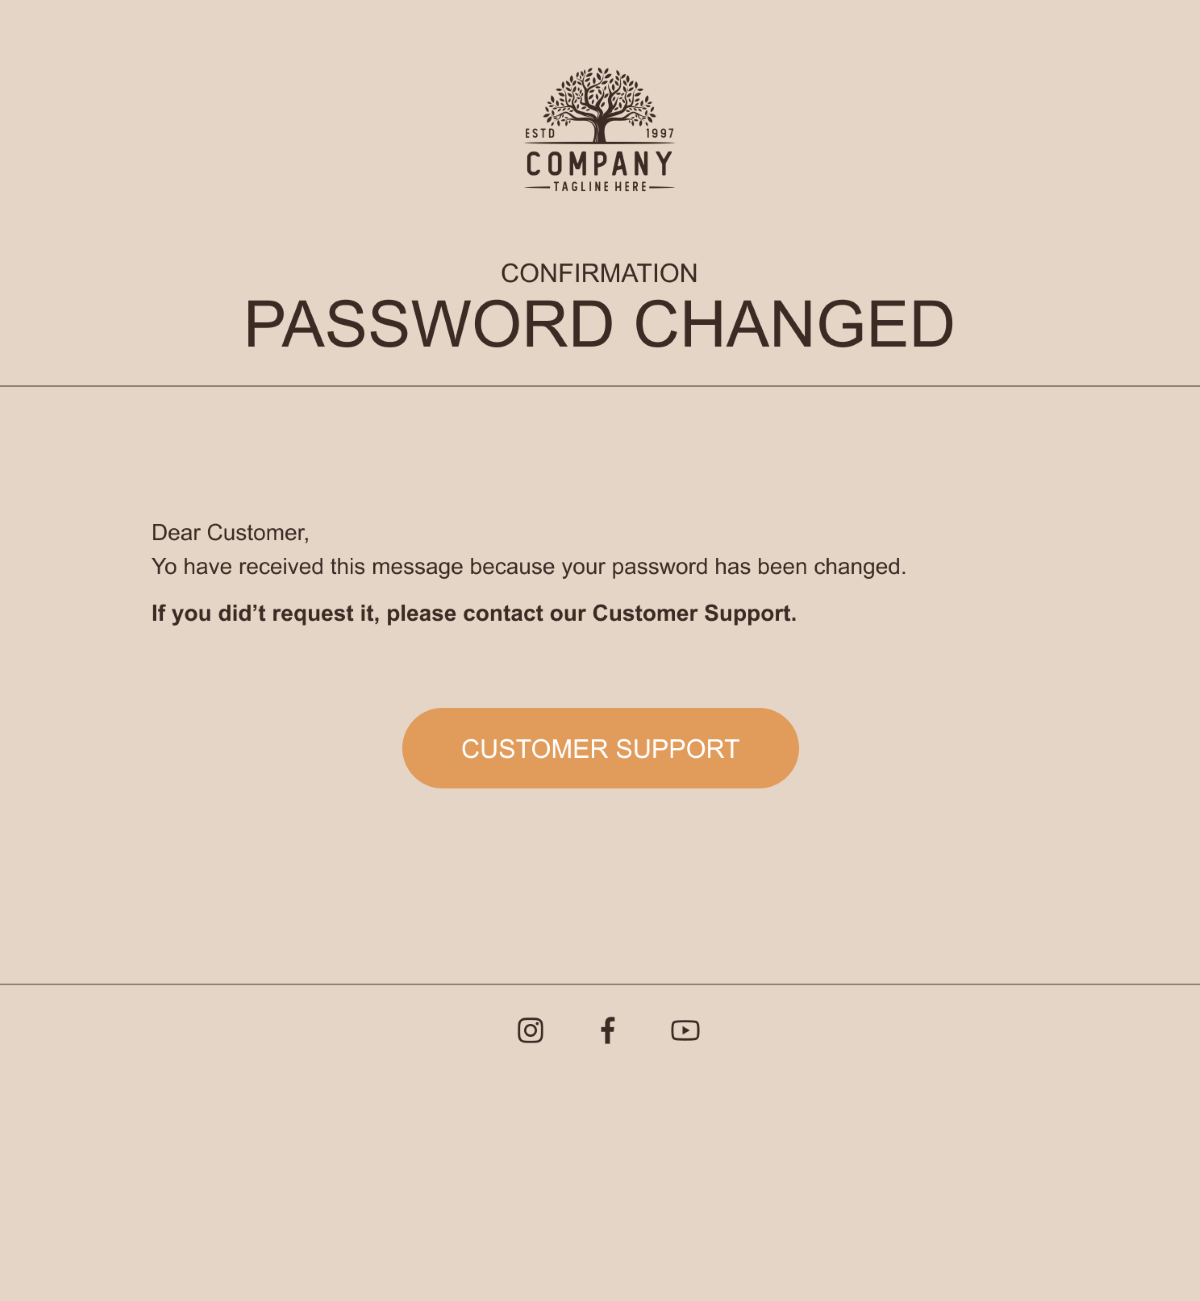 ESTD 1997
COMPANY
TAGLINE HERE
CONFIRMATION
PASSWORD CHANGED
Dear Customer,
Yo have received this message because your password has been changed.
If you did’t request it, please contact our Customer Support.
CUSTOMER SUPPORT